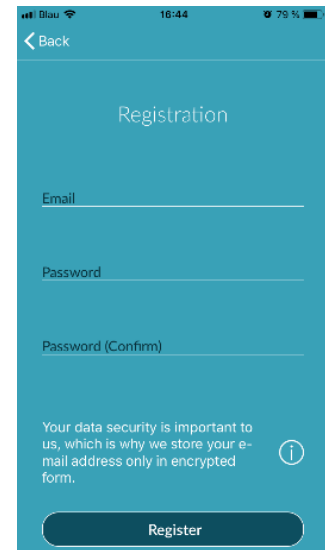 Blau 16:44 79 %
Back
Registration
Email
Password
Password (Confirm)
Your data security is important to
us, which is why we store your e-
mail address only in encrypted
form.
Register